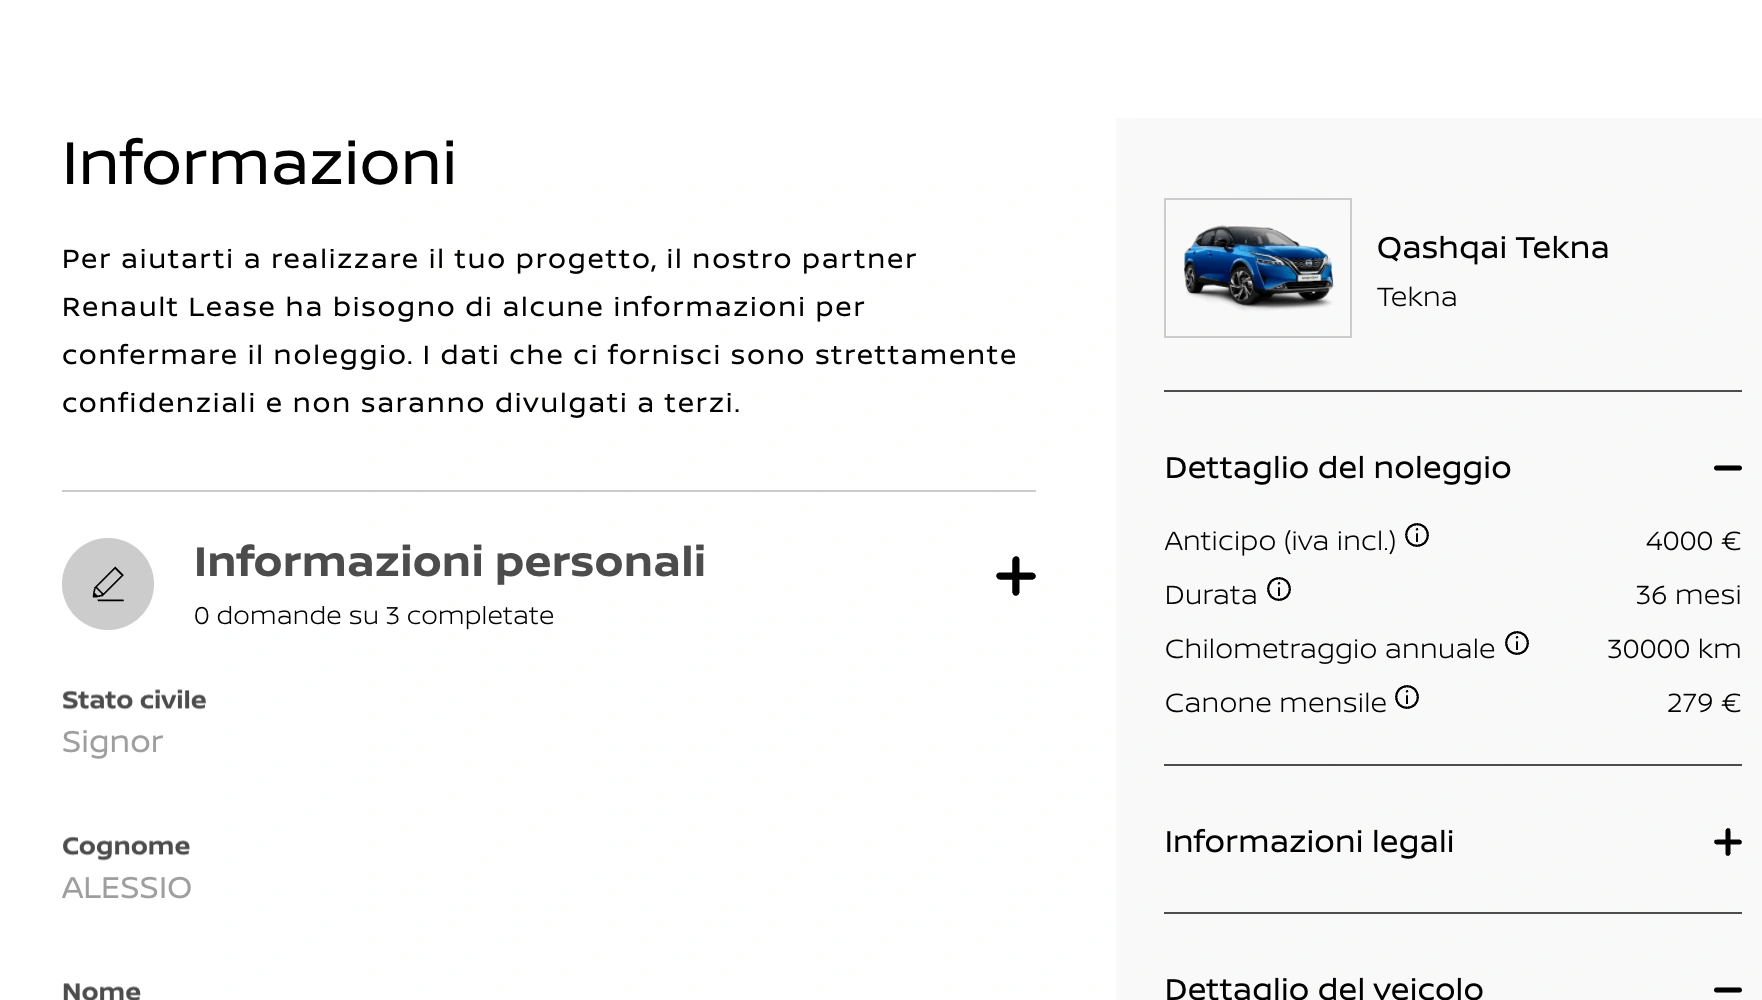 Informazioni
Per aiutarti a realizzare il tuo progetto, il nostro partner
Renault Lease ha bisogno di alcune informazioni per
confermare il noleggio. I dati che ci fornisci sono strettamente
confidenziali e non saranno divulgati a terzi.
Informazioni personali
0 domande su 3 completate
Stato civile
Signor
Cognome
ALESSIO
Nome
Qashqai Tekna
Tekna
Dettaglio del noleggio
Anticipo (iva incl.) 4000 €
Durata 36 mesi
Chilometraggio annuale 30000 km
Canone mensile 279 €
Informazioni legali
Dettaglio del veicolo